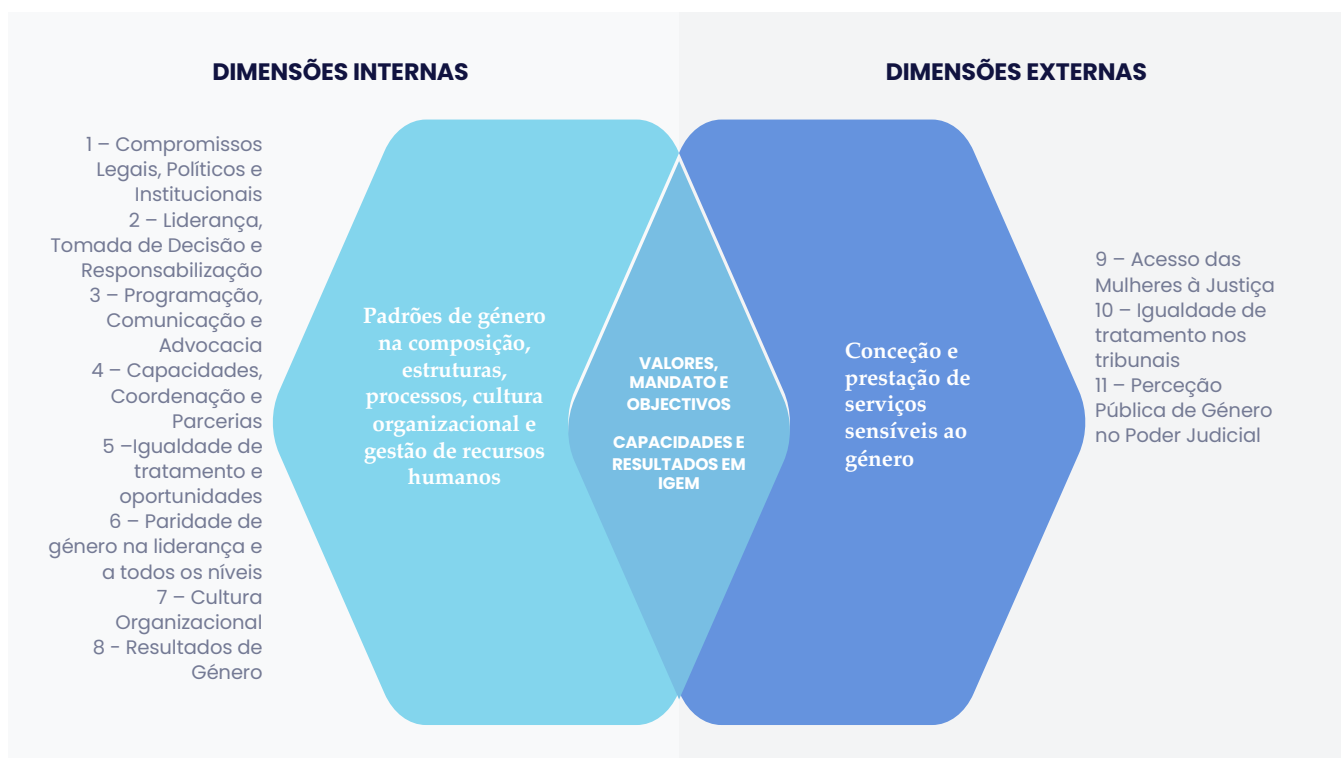 DIMENSÕES INTERNAS
1 – Compromissos
Legais, Políticos e
Institucionais
2 – Liderança,
Tomada de Decisão e
Responsabilização
3 – Programação,
Comunicação e
Advocacia
4 – Capacidades,
Coordenação e
Parcerias
5 –Igualdade de
tratamento e
oportunidades
6 – Paridade de
género na liderança e
a todos os níveis
7 – Cultura
Organizacional
8 - Resultados de
Género
Padrões de género
na composição,
estruturas,
processos, cultura
organizacional e
gestão de recursos
humanos
VALORES,
MANDATO E
OBJECTIVOS
CAPACIDADES E
RESULTADOS EM
IGEM
DIMENSÕES EXTERNAS
Conceção e
prestação de
serviços
sensíveis ao
género
9 – Acesso das
Mulheres à Justiça
10 – Igualdade de
tratamento nos
tribunais
11 – Perceção
Pública de Género
no Poder Judicial